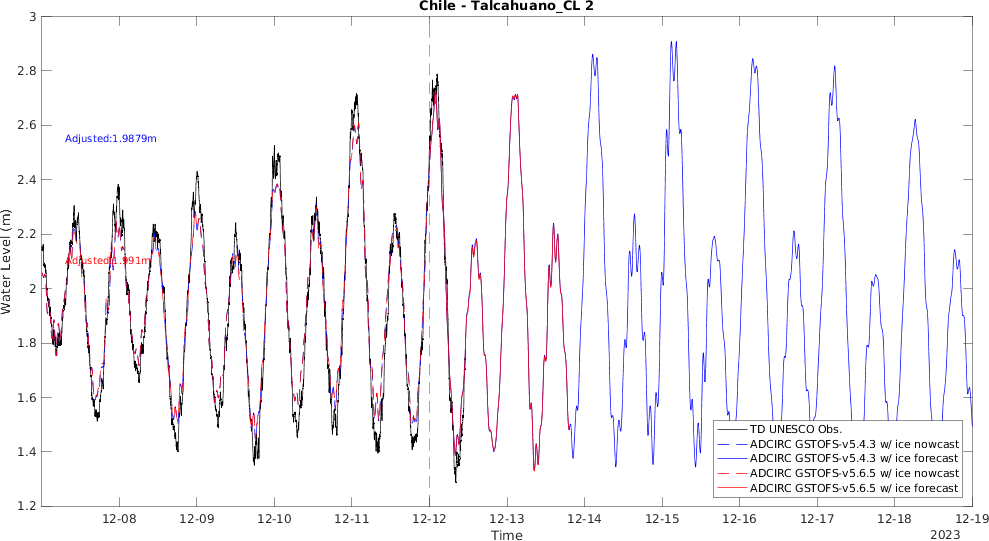 Chile - Talcahuano_CL 2
3
2.8
2.6
2.4
2.2
2
1.8
1.6
1.4
1.2
Water Level (m)
Adjusted:1.9879m
Adjusted:1.991m
TD UNESCO Obs.
ADCIRC GSTOFS-v5.4.3 w/ ice nowcast
ADCIRC GSTOFS-v5.4.3 w/ ice forecast
ADCIRC GSTOFS-v5.6.5 w/ ice nowcast
ADCIRC GSTOFS-v5.6.5 w/ ice forecast
12-08 12-09 12-10 12-11 12-12 12-13 12-14 12-15 12-16 12-17 12-18 12-19
Time
2023